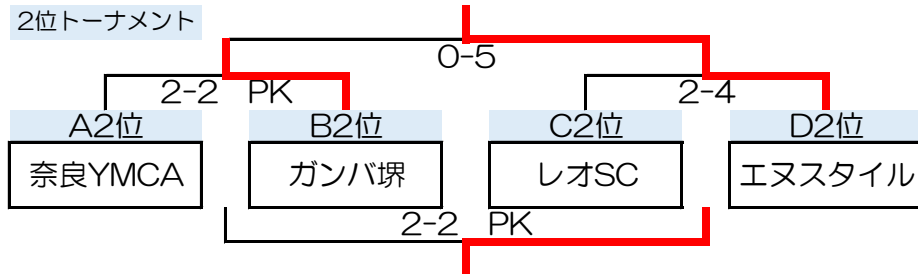 2位トーナメント
0-5
2-2 PK
2-4
A2位
B2位
C2位
D2位
奈良YMCA
ガンバ堺
レオSC
エヌスタイル
2-2 PK